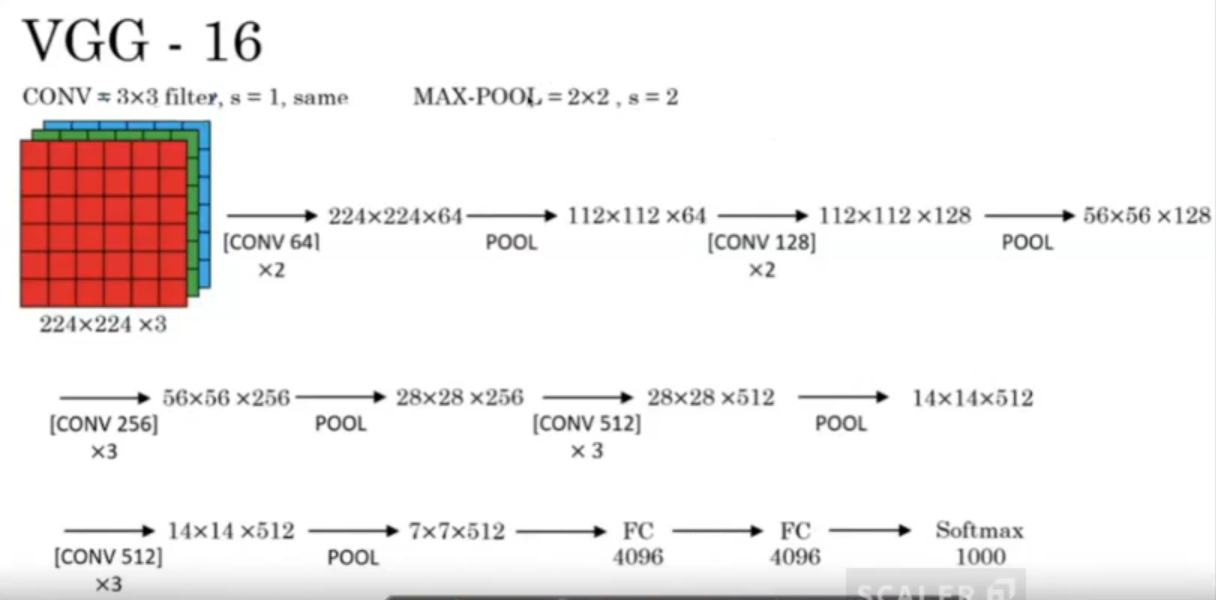 VGG - 16
CONV = 3×3 filter, s = 1, same MAX-POOL = 2×2 , s = 2
224×224×64 112×112 ×64 112×112 ×128 56×56 ×128
[CONV 64] POOL [CONV 128] POOL
×2 ×2
224×224 ×3
56×56 ×256 28×28 ×256 28×28 ×512 14×14×512
[CONV 256] POOL [CONV 512] POOL
×3 × 3
14×14 ×512 7×7×512 FC FC Softmax
[CONV 512] POOL 4096 4096 1000
×3
SCALER